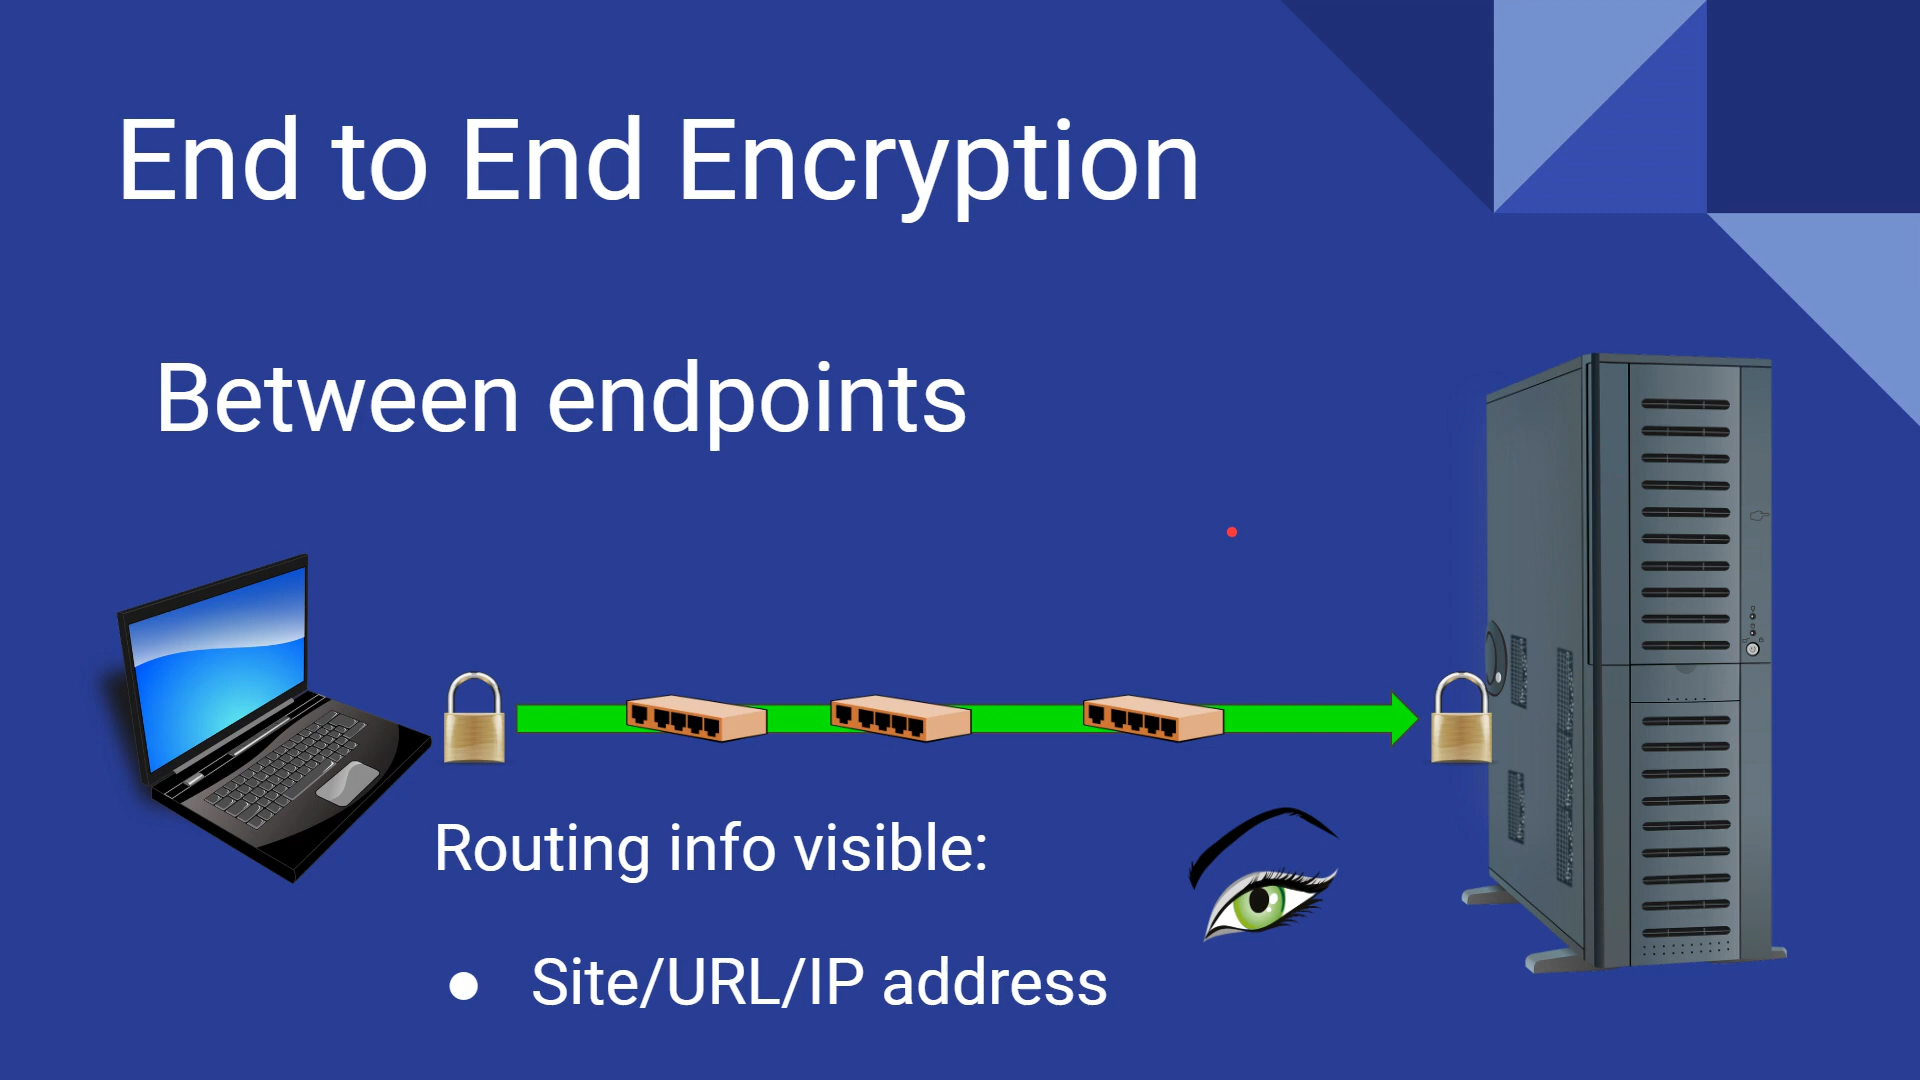 End to End Encryption
Between endpoints
Routing info visible:
● Site/URL/IP address